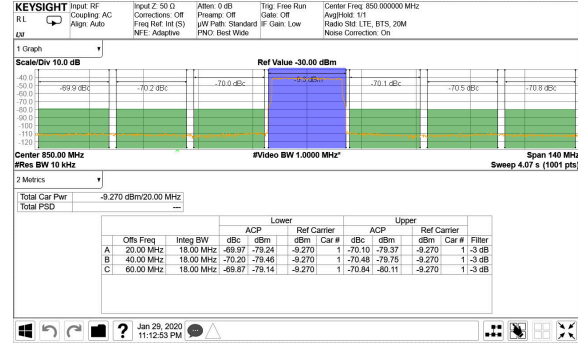 KEYSIGHT Input: RF Input Z: 50 Ω Atten: 0 dB Trig: Free Run Center Freq: 850.000000 MHz
RL Coupling: AC Corrections: Off Preamp: Off Gate: Off Avg|Hold: 1/1
Align: Auto Freq Ref: Int (S) µW Path: Standard IF Gain: Low Radio Std: LTE, BTS, 20M
LXI NFE: Adaptive PNO: Best Wide Noise Correction: On
1 Graph
Scale/Div 10.0 dB Ref Value -30.00 dBm
-40.0
-50.0
-60.0
-70.0
-80.0
-90.0
-100
-110
-120
-69.9 dBc -70.2 dBc -70.0 dBc -70.1 dBc -70.5 dBc -70.8 dBc
Center 850.00 MHz #Video BW 1.0000 MHz* Span 140 MHz
#Res BW 10 kHz Sweep 4.07 s (1001 pts)
2 Metrics
Total Car Pwr -9.270 dBm/20.00 MHz
Total PSD ---
Lower Upper
ACP Ref Carrier ACP Ref Carrier
Offs Freq Integ BW dBc dBm dBm Car # dBc dBm dBm Car # Filter
A 20.00 MHz 18.00 MHz -69.97 -79.24 -9.270 1 -70.10 -79.37 -9.270 1 -3 dB
B 40.00 MHz 18.00 MHz -70.20 -79.46 -9.270 1 -70.48 -79.75 -9.270 1 -3 dB
C 60.00 MHz 18.00 MHz -69.87 -79.14 -9.270 1 -70.84 -80.11 -9.270 1 -3 dB
? Jan 29, 2020
11:12:53 PM